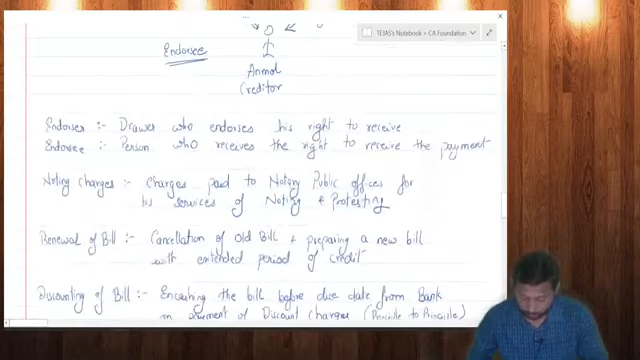 TEJAS's Notebook > CA Foundation
Endorsee
Anmol
Creditor
Endorser :- Drawer who endorses his right to receive
Endorsee :- Person who receives the right to receive the payment
Noting Charges :- Charges paid to Notary Public officer for
his services of Noting & Protesting
Renewal of Bill :- Cancellation of Old Bill & preparing a new bill
with extended period of credit
Discounting of Bill :- Encashing the bill before due date from Bank
on payment of Discount Charges (Principle to Principle)